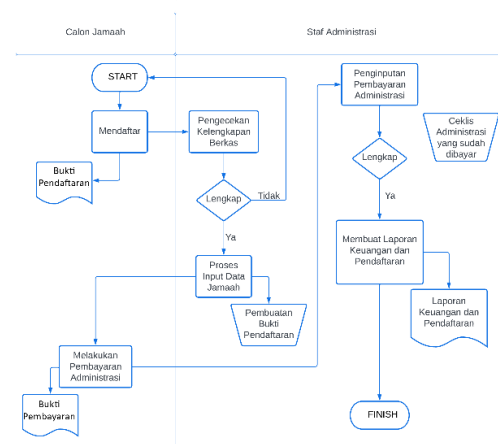 Calon Jamaah
Staf Administrasi
START
Mendaftar
Bukti
Pendaftaran
Pengecekan
Kelengkapan
Berkas
Lengkap
Tidak
Ya
Proses
Input Data
Jamaah
Pembuatan
Bukti
Pendaftaran
Melakukan
Pembayaran
Administrasi
Bukti
Pembayaran
Penginputan
Pembayaran
Administrasi
Ceklis
Administrasi
yang sudah
dibayar
Lengkap
Ya
Membuat Laporan
Keuangan dan
Pendaftaran
Laporan
Keuangan dan
Pendaftaran
FINISH